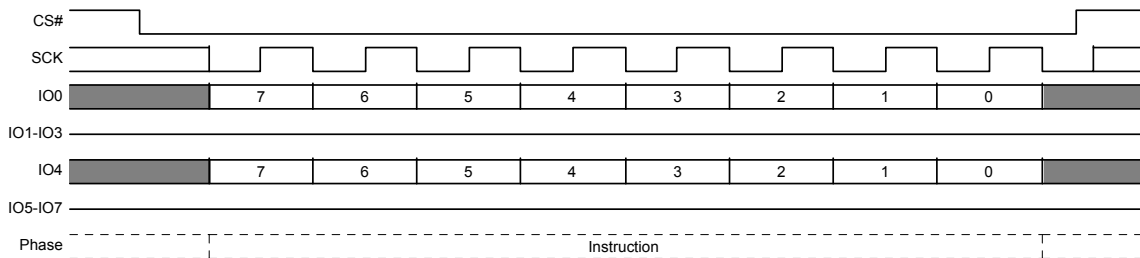 CS#
SCK
IO0 7 6 5 4 3 2 1 0
IO1-IO3
IO4 7 6 5 4 3 2 1 0
IO5-IO7
Phase Instruction